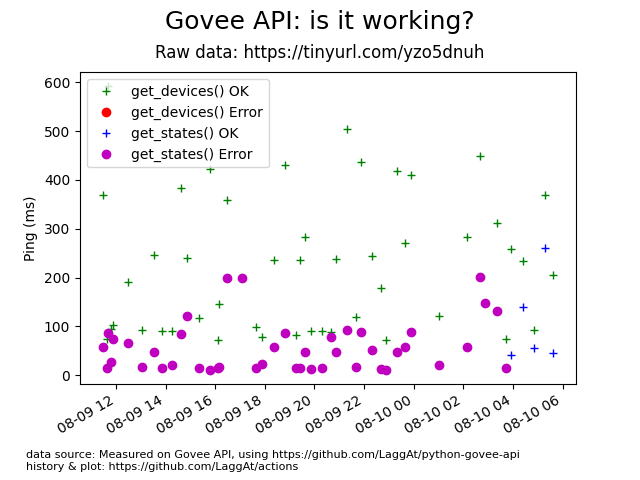 Govee API: is it working?
Raw data: https://tinyurl.com/yzo5dnuh
600
500
400
300
200
100
0
Ping (ms)
get_devices() OK
get_devices() Error
get_states() OK
get_states() Error
08-09 12
08-09 14
08-09 16
08-09 18
08-09 20
08-09 22
08-10 00
08-10 02
08-10 04
08-10 06
data source: Measured on Govee API, using https://github.com/LaggAt/python-govee-api
history & plot: https://github.com/LaggAt/actions